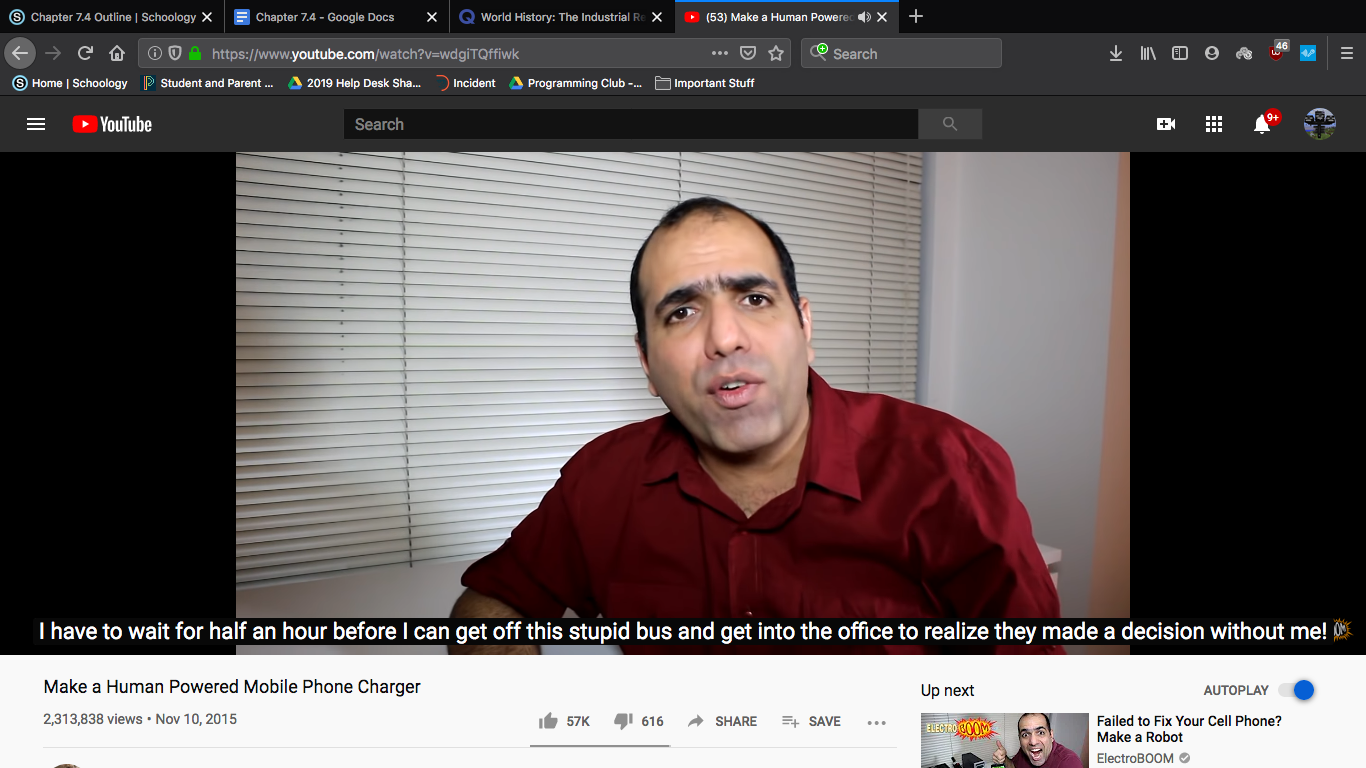 Chapter 7.4 Outline | Schoology
Chapter 7.4 - Google Docs
World History: The Industrial Re
(53) Make a Human Powered
https://www.youtube.com/watch?v=wdgiTQffiwk
Search
46
Home | Schoology
Student and Parent ...
2019 Help Desk Sha...
Incident
Programming Club -...
Important Stuff
YouTube
Search
9+
I have to wait for half an hour before I can get off this stupid bus and get into the office to realize they made a decision without me!
Make a Human Powered Mobile Phone Charger
2,313,838 views • Nov 10, 2015
57K
616
SHARE
SAVE
Up next
AUTOPLAY
ELECTRO BOOM
Failed to Fix Your Cell Phone?
Make a Robot
ElectroBOOM